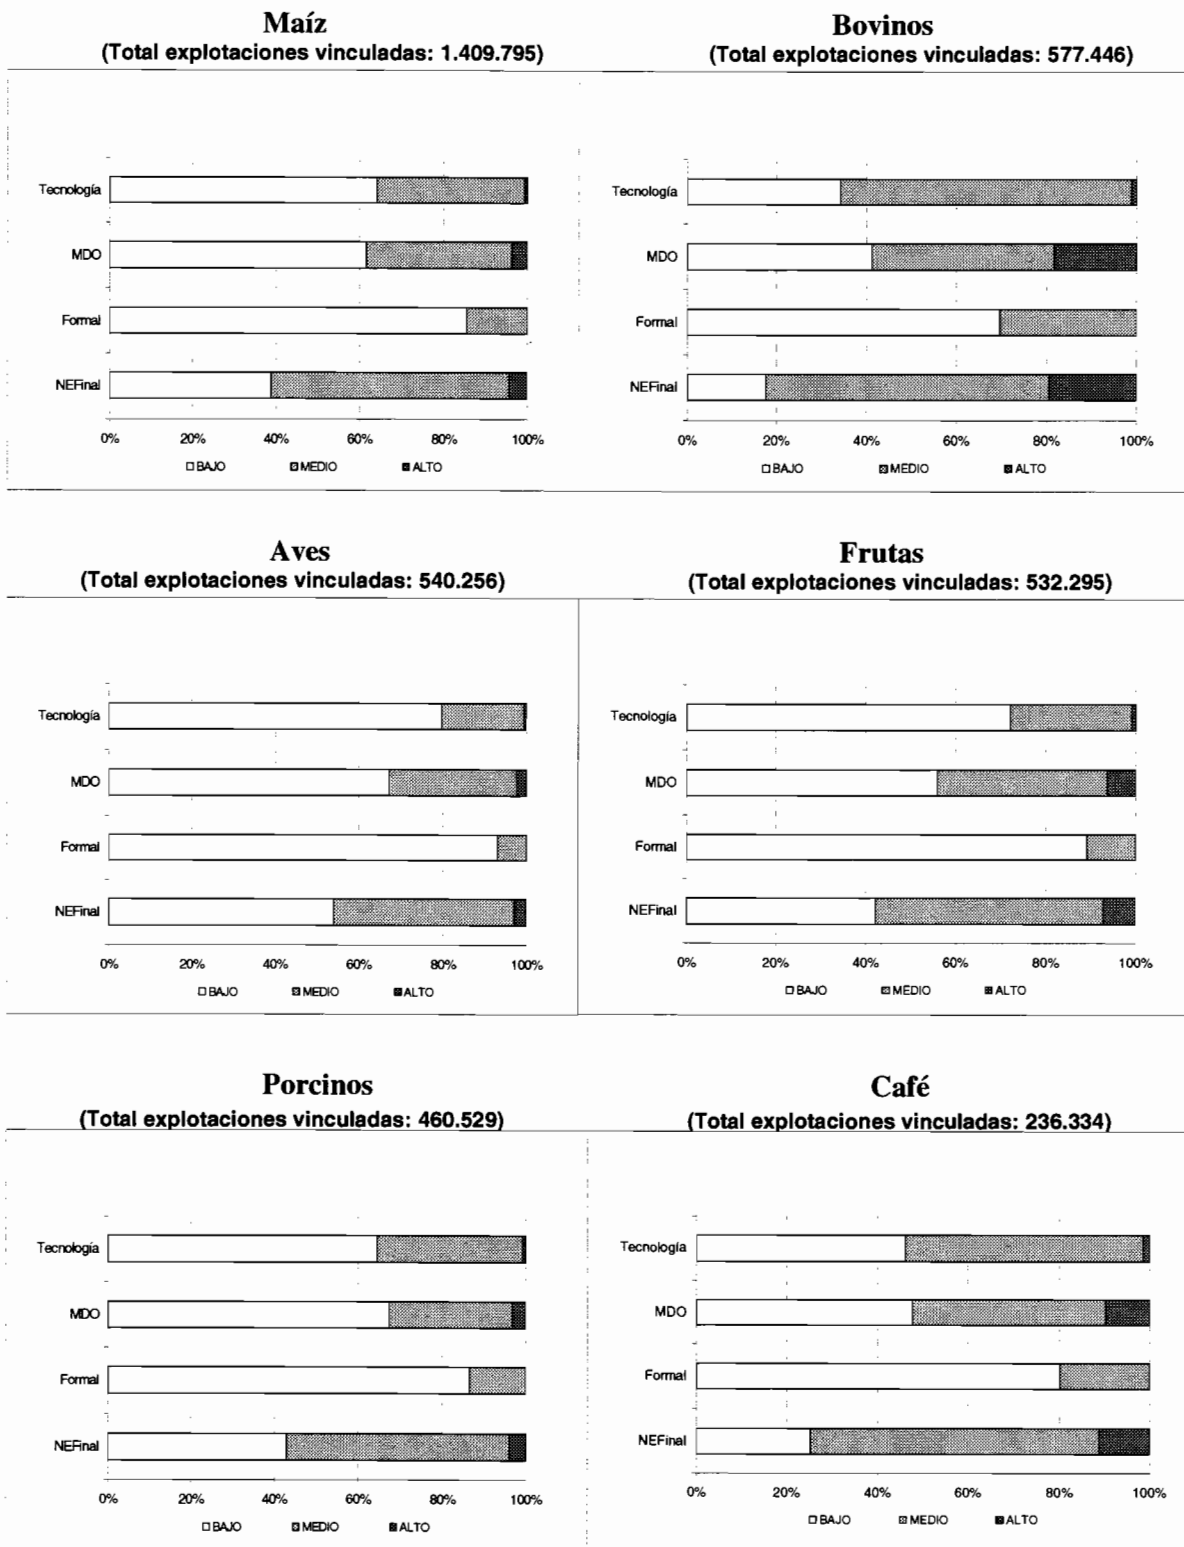 Maíz
(Total explotaciones vinculadas: 1.409.795)
Tecnología
MDO
Formal
NEFinal
0% 20% 40% 60% 80% 100%
BAJO MEDIO ALTO
Bovinos
(Total explotaciones vinculadas: 577.446)
Tecnología
MDO
Formal
NEFinal
0% 20% 40% 60% 80% 100%
BAJO MEDIO ALTO
Aves
(Total explotaciones vinculadas: 540.256)
Tecnología
MDO
Formal
NEFinal
0% 20% 40% 60% 80% 100%
BAJO MEDIO ALTO
Frutas
(Total explotaciones vinculadas: 532.295)
Tecnología
MDO
Formal
NEFinal
0% 20% 40% 60% 80% 100%
BAJO MEDIO ALTO
Porcinos
(Total explotaciones vinculadas: 460.529)
Tecnología
MDO
Formal
NEFinal
0% 20% 40% 60% 80% 100%
BAJO MEDIO ALTO
Café
(Total explotaciones vinculadas: 236.334)
Tecnología
MDO
Formal
NEFinal
0% 20% 40% 60% 80% 100%
BAJO MEDIO ALTO